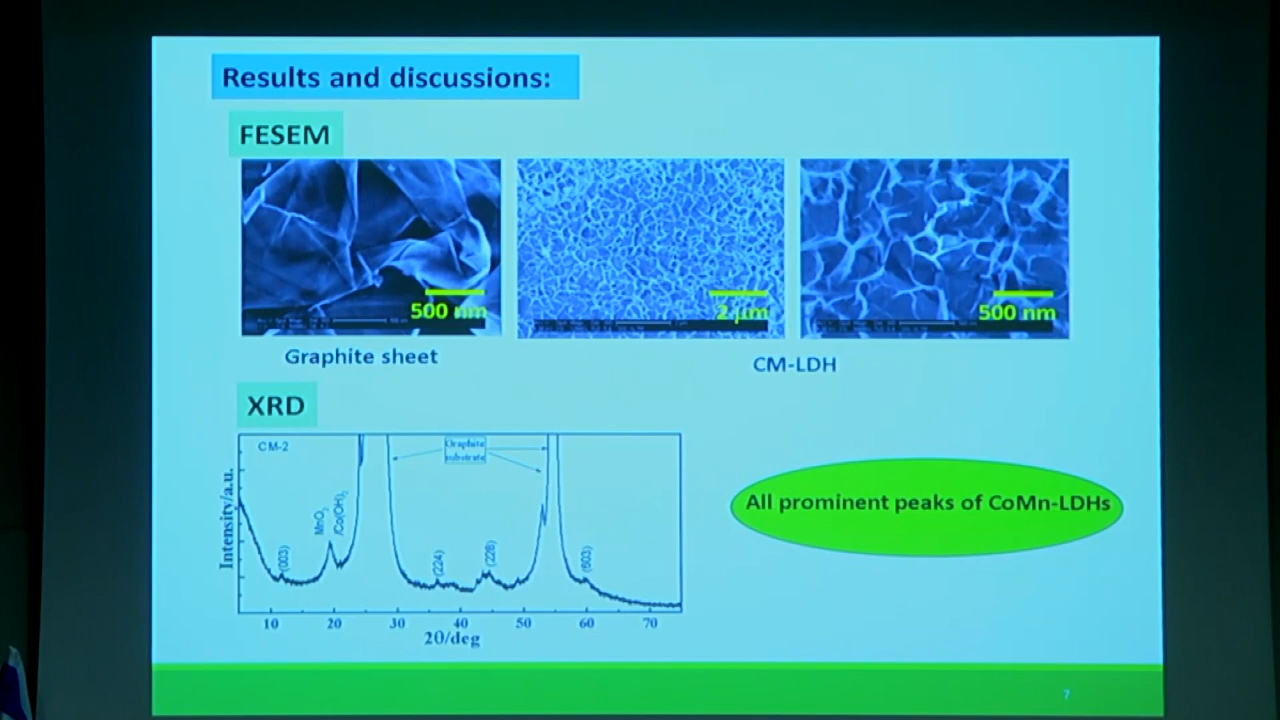 Results and discussions:
FESEM
500 nm
2 μm
500 nm
Graphite sheet
CM-LDH
XRD
CM-2
Graphite
substrate
Intensity/a.u.
(003)
MnO2
/Co(OH)2
(224)
(226)
(603)
10 20 30 40 50 60 70
2θ/deg
All prominent peaks of CoMn-LDHs
7